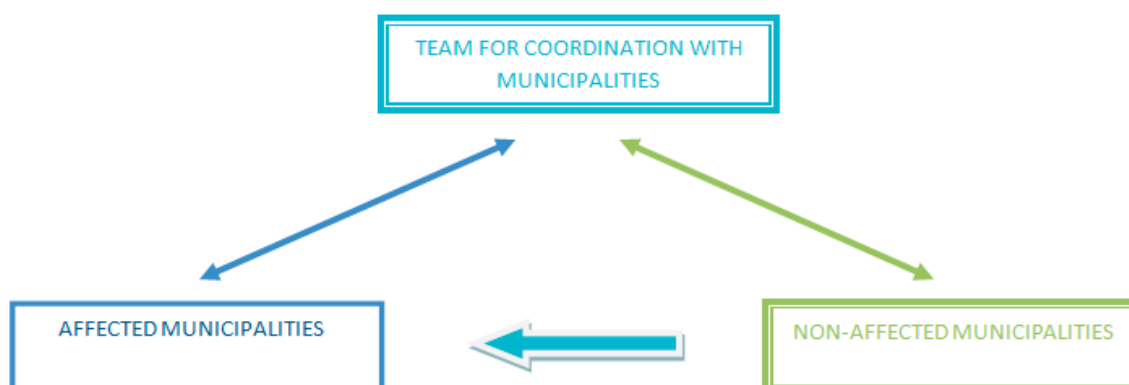 TEAM FOR COORDINATION WITH
MUNICIPALITIES
AFFECTED MUNICIPALITIES
NON-AFFECTED MUNICIPALITIES